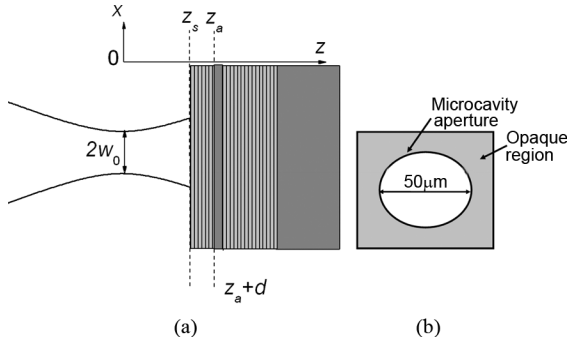 x
z_s z_a
z
0
2w_0
z_a+d
(a)
Microcavity
aperture
Opaque
region
50μm
(b)